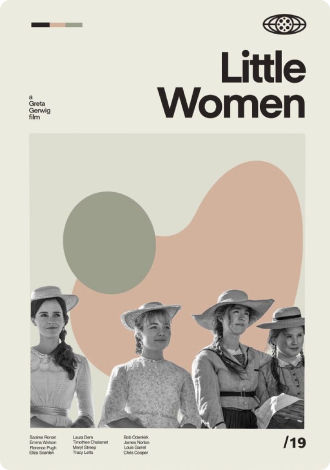 Little
Women
a
Greta
Gerwig
film
Saoirse Ronan
Emma Watson
Florence Pugh
Eliza Scanlen
Laura Dern
Timothée Chalamet
Meryl Streep
Tracy Letts
Bob Odenkirk
James Norton
Louis Garrel
Chris Cooper
/19